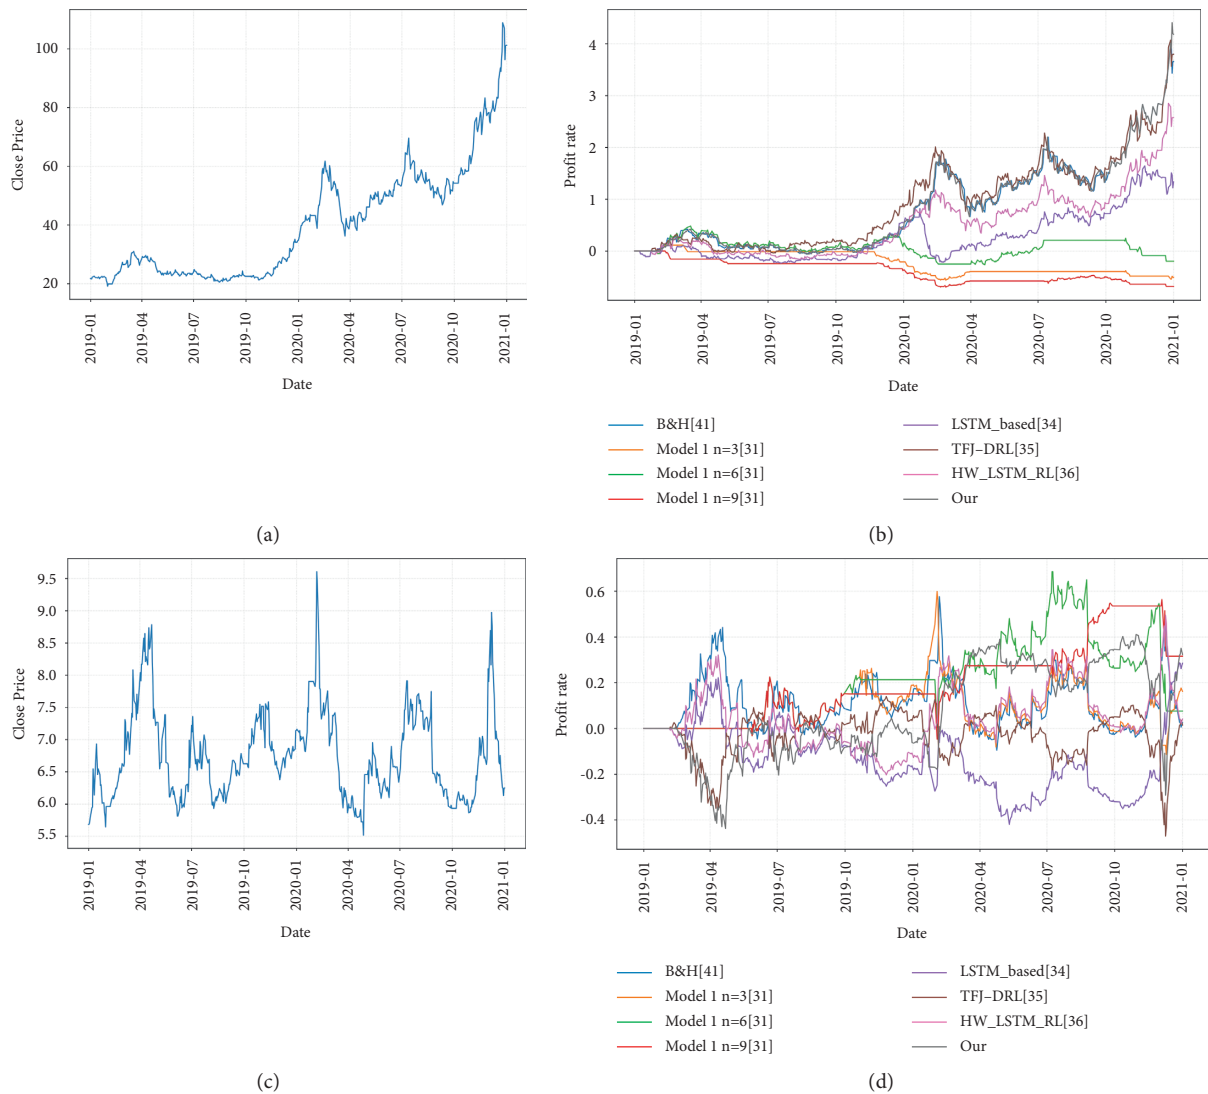 100
80
60
40
20
Close Price
2019-01
2019-04
2019-07
2019-10
2020-01
2020-04
2020-07
2020-10
2021-01
Date
(a)
4
3
2
1
0
Profit rate
2019-01
2019-04
2019-07
2019-10
2020-01
2020-04
2020-07
2020-10
2021-01
Date
B&H[41]
Model 1 n=3[31]
Model 1 n=6[31]
Model 1 n=9[31]
LSTM_based[34]
TFJ–DRL[35]
HW_LSTM_RL[36]
Our
(b)
9.5
9.0
8.5
8.0
7.5
7.0
6.5
6.0
5.5
Close Price
2019-01
2019-04
2019-07
2019-10
2020-01
2020-04
2020-07
2020-10
2021-01
Date
(c)
0.6
0.4
0.2
0.0
-0.2
-0.4
Profit rate
2019-01
2019-04
2019-07
2019-10
2020-01
2020-04
2020-07
2020-10
2021-01
Date
B&H[41]
Model 1 n=3[31]
Model 1 n=6[31]
Model 1 n=9[31]
LSTM_based[34]
TFJ–DRL[35]
HW_LSTM_RL[36]
Our
(d)